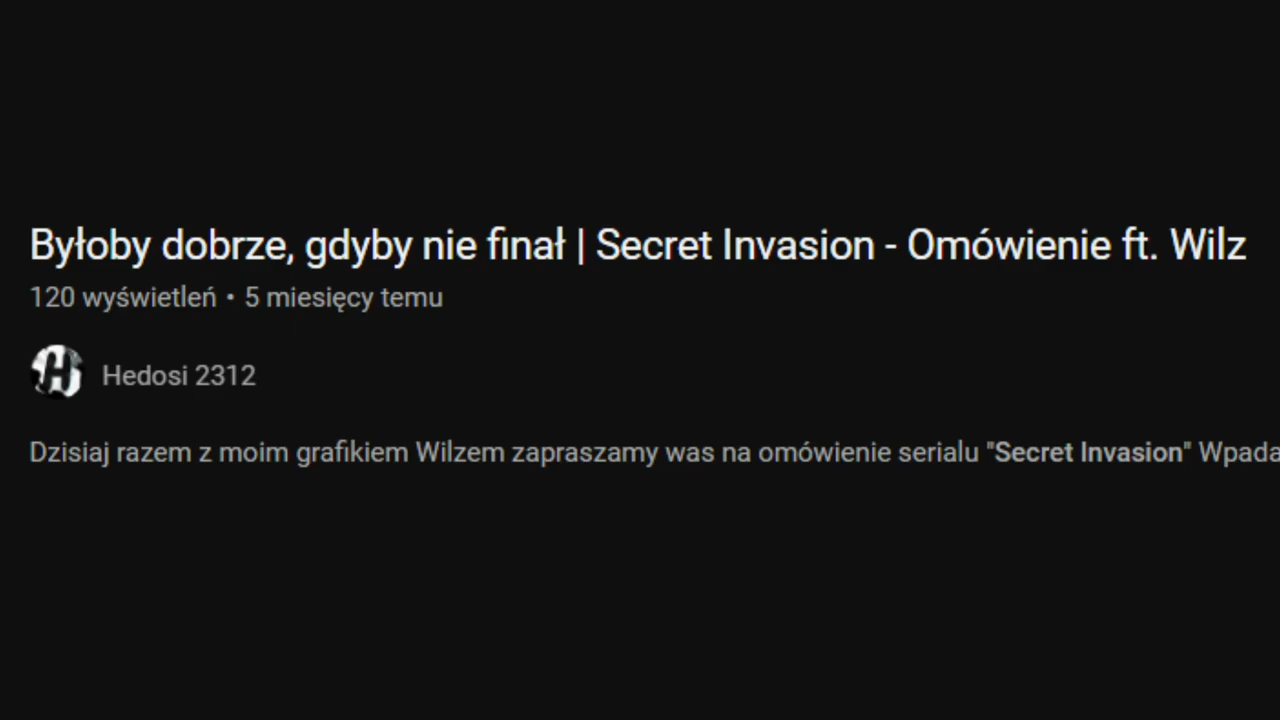 Byłoby dobrze, gdyby nie finał | Secret Invasion - Omówienie ft. Wilz
120 wyświetleń • 5 miesięcy temu
H
Hedosi 2312
Dzisiaj razem z moim grafikiem Wilzem zapraszamy was na omówienie serialu "Secret Invasion" Wpada